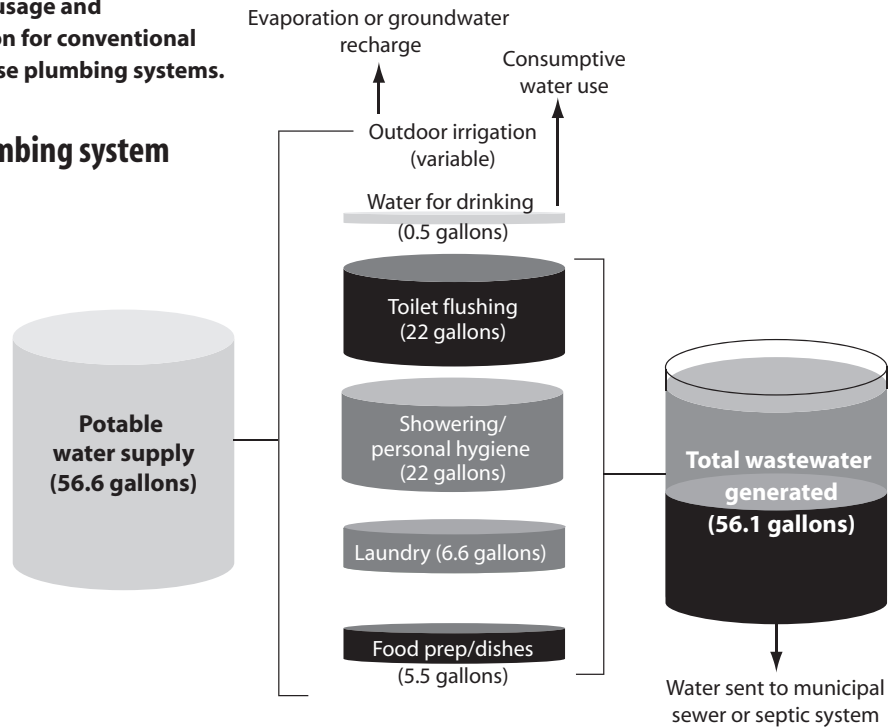 usage and
for conventional
se plumbing systems.
plumbing system
Evaporation or groundwater
recharge
Consumptive
water use
Outdoor irrigation
(variable)
Water for drinking
(0.5 gallons)
Toilet flushing
(22 gallons)
Showering/
personal hygiene
(22 gallons)
Laundry (6.6 gallons)
Food prep/dishes
(5.5 gallons)
Potable
water supply
(56.6 gallons)
Total wastewater
generated
(56.1 gallons)
Water sent to municipal
sewer or septic system